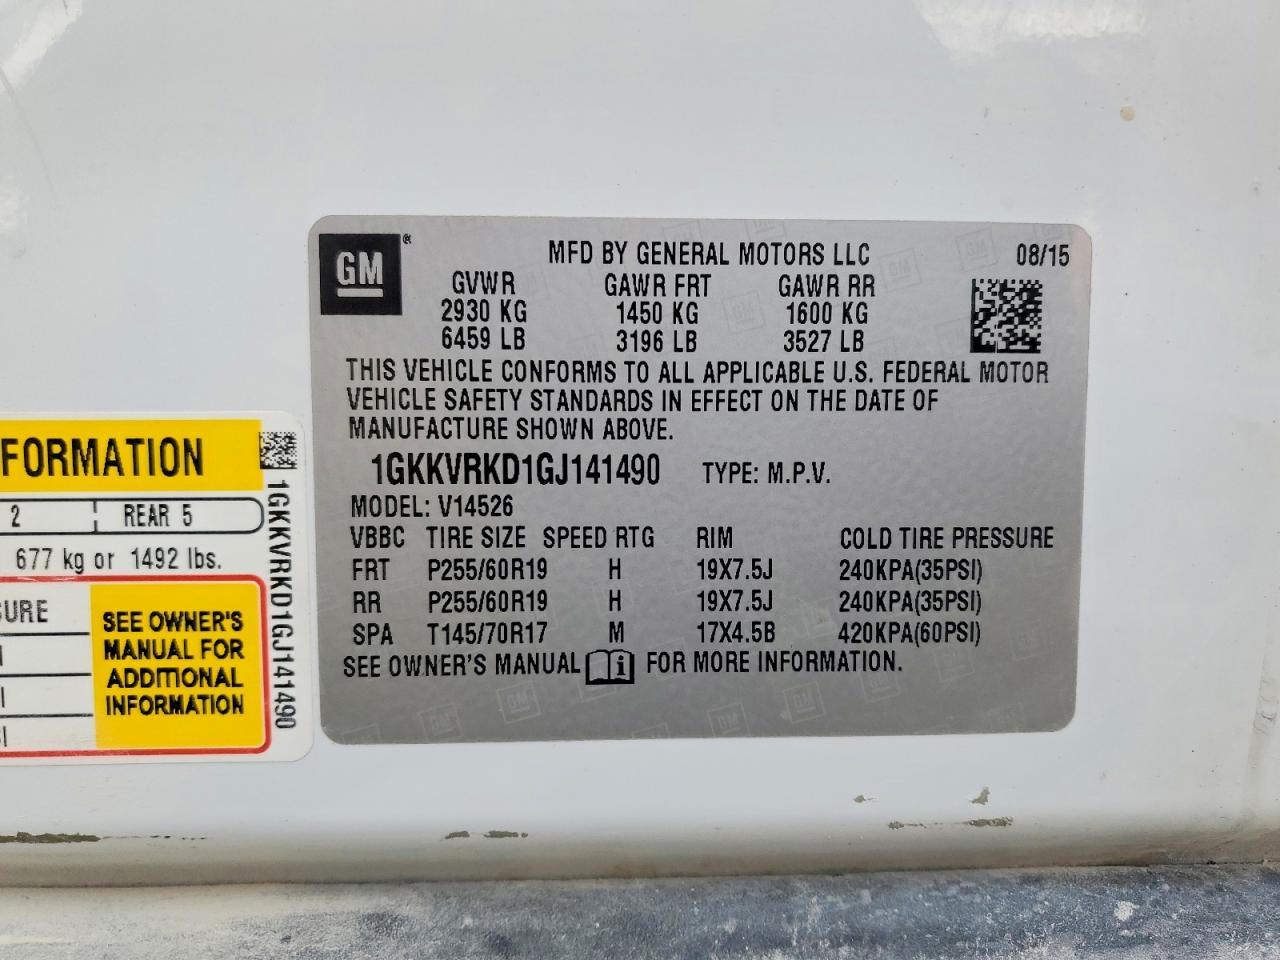 GM®
MFD BY GENERAL MOTORS LLC 08/15
GVWR GAWR FRT GAWR RR
2930 KG 1450 KG 1600 KG
6459 LB 3196 LB 3527 LB
THIS VEHICLE CONFORMS TO ALL APPLICABLE U.S. FEDERAL MOTOR
VEHICLE SAFETY STANDARDS IN EFFECT ON THE DATE OF
MANUFACTURE SHOWN ABOVE.
1GKKVRKD1GJ141490 TYPE: M.P.V.
MODEL: V14526
VBBC TIRE SIZE SPEED RTG RIM COLD TIRE PRESSURE
FRT P255/60R19 H 19X7.5J 240KPA(35PSI)
RR P255/60R19 H 19X7.5J 240KPA(35PSI)
SPA T145/70R17 M 17X4.5B 420KPA(60PSI)
SEE OWNER'S MANUAL i FOR MORE INFORMATION.
FORMATION
2 REAR 5
677 kg or 1492 lbs.
SURE
SEE OWNER'S
MANUAL FOR
ADDITIONAL
INFORMATION
1GKKVRKD1GJ141490